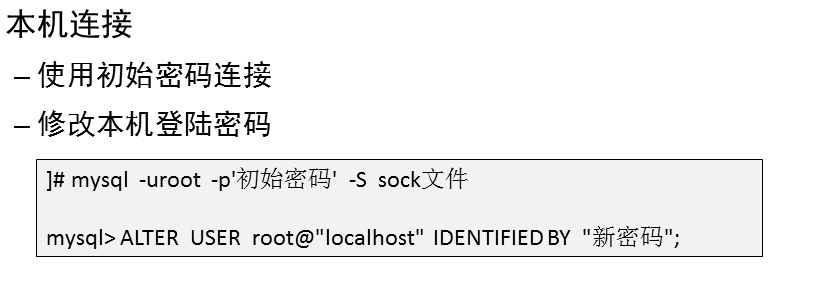 本机连接
– 使用初始密码连接
– 修改本机登陆密码
]# mysql -uroot -p'初始密码' -S sock文件
mysql> ALTER USER root@"localhost" IDENTIFIED BY "新密码";